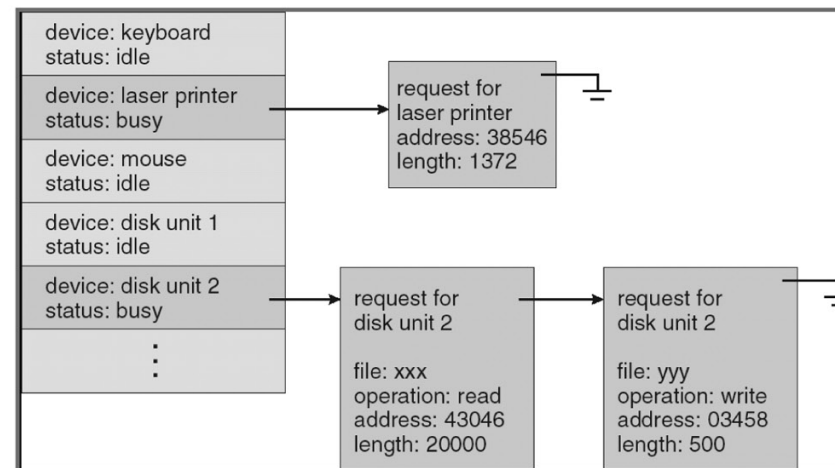 device: keyboard
status: idle
device: laser printer
status: busy
device: mouse
status: idle
device: disk unit 1
status: idle
device: disk unit 2
status: busy
request for
laser printer
address: 38546
length: 1372
request for
disk unit 2
file: xxx
operation: read
address: 43046
length: 20000
request for
disk unit 2
file: yyy
operation: write
address: 03458
length: 500